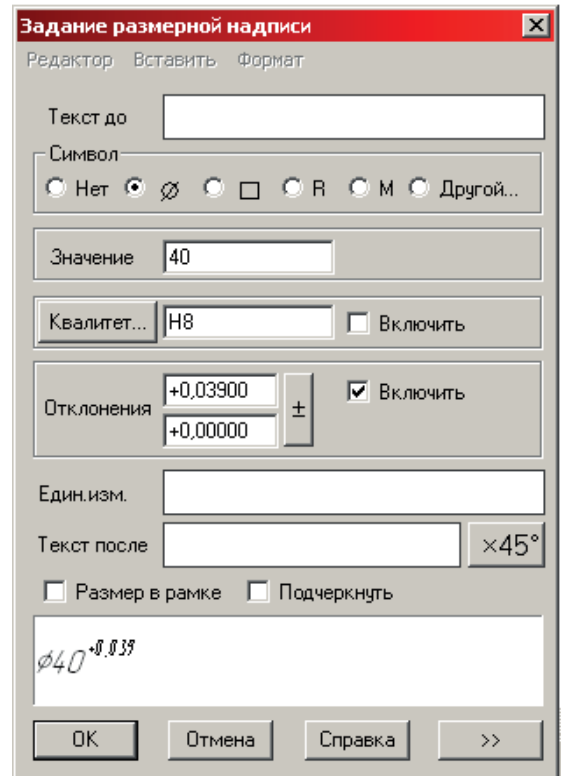 Задание размерной надписи
Редактор Вставить Формат
Текст до
Символ
Нет ⌀ □ R M Другой...
Значение 40
Квалитет... H8 Включить
+0,03900
Отклонения ± Включить
+0,00000
Един.изм.
Текст после ×45°
Размер в рамке Подчеркнуть
⌀40 +0,039
OK Отмена Справка >>